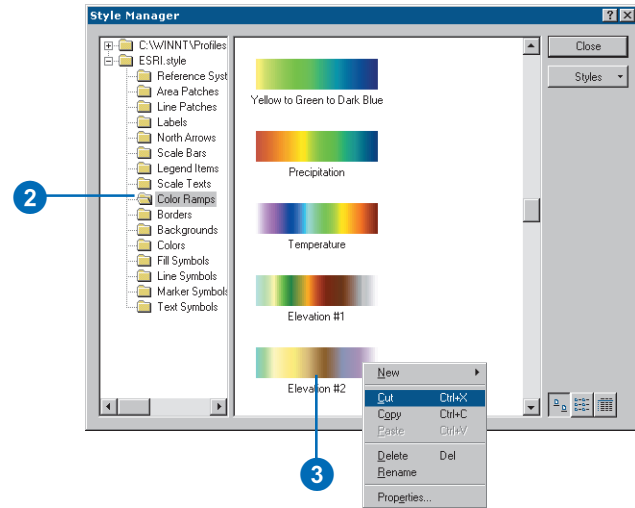 Style Manager
C:\WINNT\Profiles
ESRI.style
Reference Syst
Area Patches
Line Patches
Labels
North Arrows
Scale Bars
Legend Items
Scale Texts
Color Ramps
Borders
Backgrounds
Colors
Fill Symbols
Line Symbols
Marker Symbols
Text Symbols
2
Yellow to Green to Dark Blue
Precipitation
Temperature
Elevation #1
Elevation #2
3
Close
Styles
New
Cut Ctrl+X
Copy Ctrl+C
Paste Ctrl+V
Delete Del
Rename
Properties...